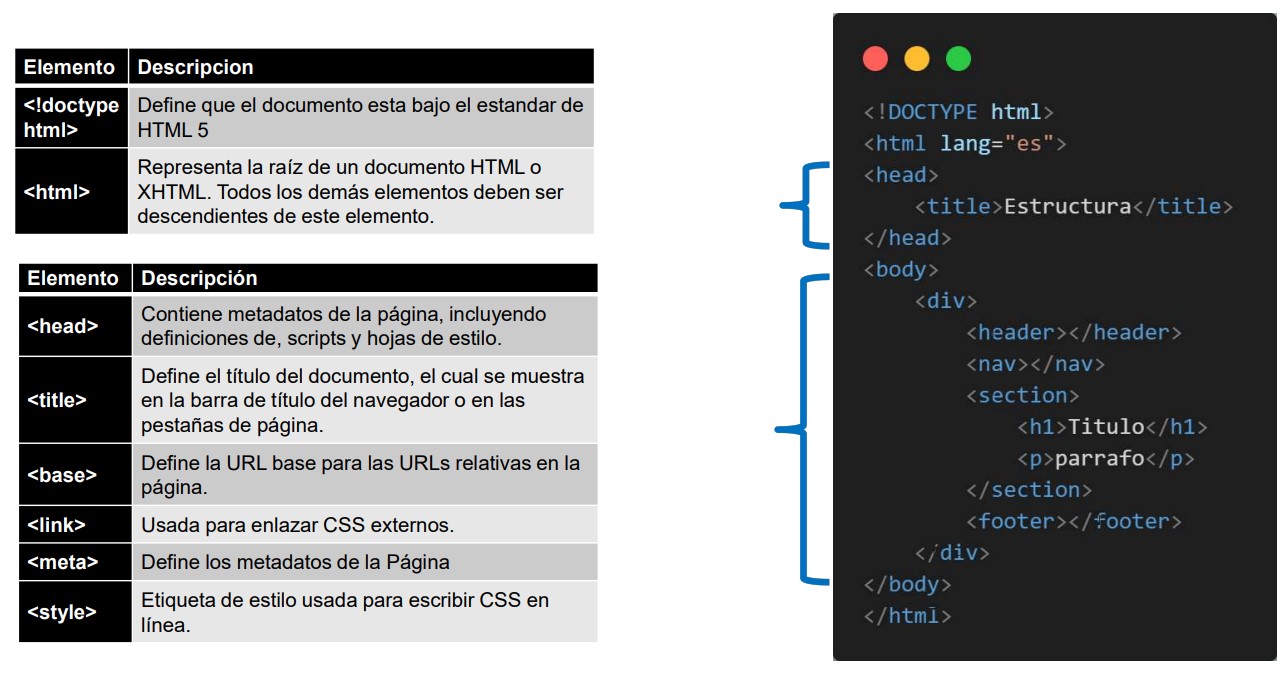 Elemento Descripcion
<!doctype Define que el documento esta bajo el estandar de
html> HTML 5
Representa la raíz de un documento HTML o
<html> XHTML. Todos los demás elementos deben ser
descendientes de este elemento.
Elemento Descripción
<head> Contiene metadatos de la página, incluyendo
definiciones de, scripts y hojas de estilo.
Define el título del documento, el cual se muestra
<title> en la barra de título del navegador o en las
pestañas de página.
<base> Define la URL base para las URLs relativas en la
página.
<link> Usada para enlazar CSS externos.
<meta> Define los metadatos de la Página
<style> Etiqueta de estilo usada para escribir CSS en
línea.
<!DOCTYPE html>
<html lang="es">
<head>
<title>Estructura</title>
</head>
<body>
<div>
<header></header>
<nav></nav>
<section>
<h1>Titulo</h1>
<p>parrafo</p>
</section>
<footer></footer>
</div>
</body>
</html>